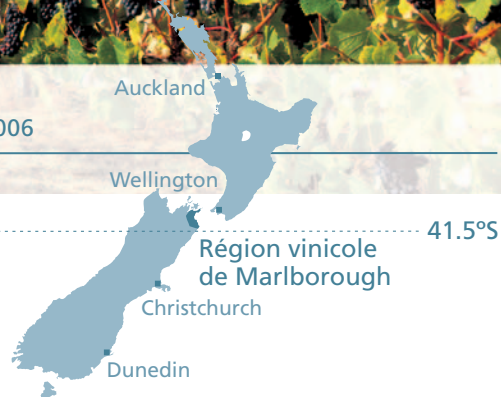 Auckland
006
Wellington
41.5ºS
Région vinicole
de Marlborough
Christchurch
Dunedin